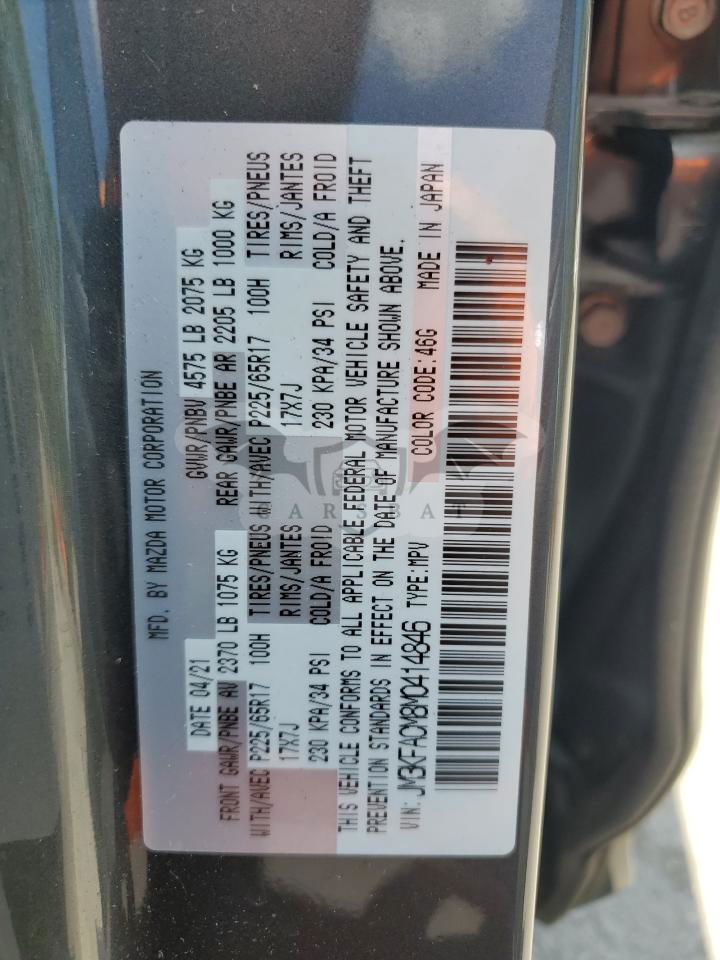 MFD. BY MAZDA MOTOR CORPORATION
DATE 04/21 GVWR/PNBV 4575 LB 2075 KG
FRONT GAWR/PNBE AV 2370 LB 1075 KG REAR GAWR/PNBE AR 2205 LB 1000 KG
WITH/AVEC P225/65R17 100H TIRES/PNEUS WITH/AVEC P225/65R17 100H TIRES/PNEUS
17X7J RIMS/JANTES 17X7J RIMS/JANTES
230 KPA/34 PSI COLD/A FROID 230 KPA/34 PSI COLD/A FROID
THIS VEHICLE CONFORMS TO ALL APPLICABLE FEDERAL MOTOR VEHICLE SAFETY AND THEFT
PREVENTION STANDARDS IN EFFECT ON THE DATE OF MANUFACTURE SHOWN ABOVE.
VIN: JM3KFACM8M0414846 TYPE:MPV COLOR CODE:46G MADE IN JAPAN
CARSBAT